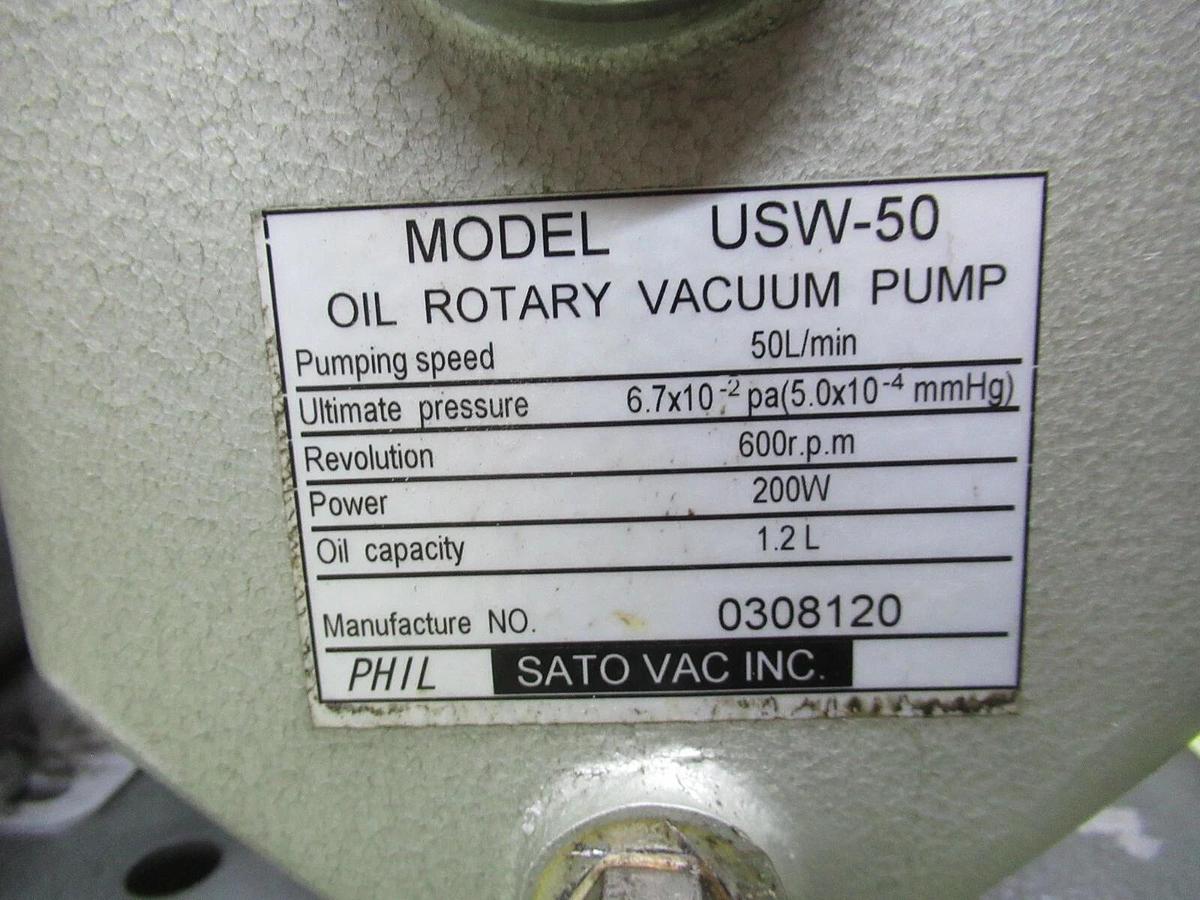 MODEL USW-50
OIL ROTARY VACUUM PUMP
Pumping speed 50L/min
Ultimate pressure 6.7x10⁻² pa(5.0x10⁻⁴ mmHg)
Revolution 600r.p.m
Power 200W
Oil capacity 1.2 L
Manufacture NO. 0308120
PHIL SATO VAC INC.